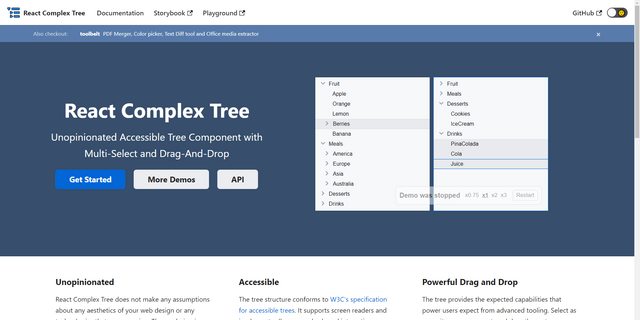 React Complex Tree Documentation Storybook Playground GitHub
Also checkout: toolbelt PDF Merger, Color picker, Text Diff tool and Office media extractor ×
React Complex Tree
Unopinionated Accessible Tree Component with
Multi-Select and Drag-And-Drop
Get Started More Demos API
Fruit
Apple
Orange
Lemon
Berries
Banana
Meals
America
Europe
Asia
Australia
Desserts
Drinks
Fruit
Meals
Desserts
Cookies
IceCream
Drinks
PinaColada
Cola
Juice
Demo was stopped x0.75 x1 x2 x3 Restart
Unopinionated
React Complex Tree does not make any assumptions
about any aesthetics of your web design or any
Accessible
The tree structure conforms to W3C's specification
for accessible trees. It supports screen readers and
Powerful Drag and Drop
The tree provides the expected capabilities that
power users expect from advanced tooling. Select as